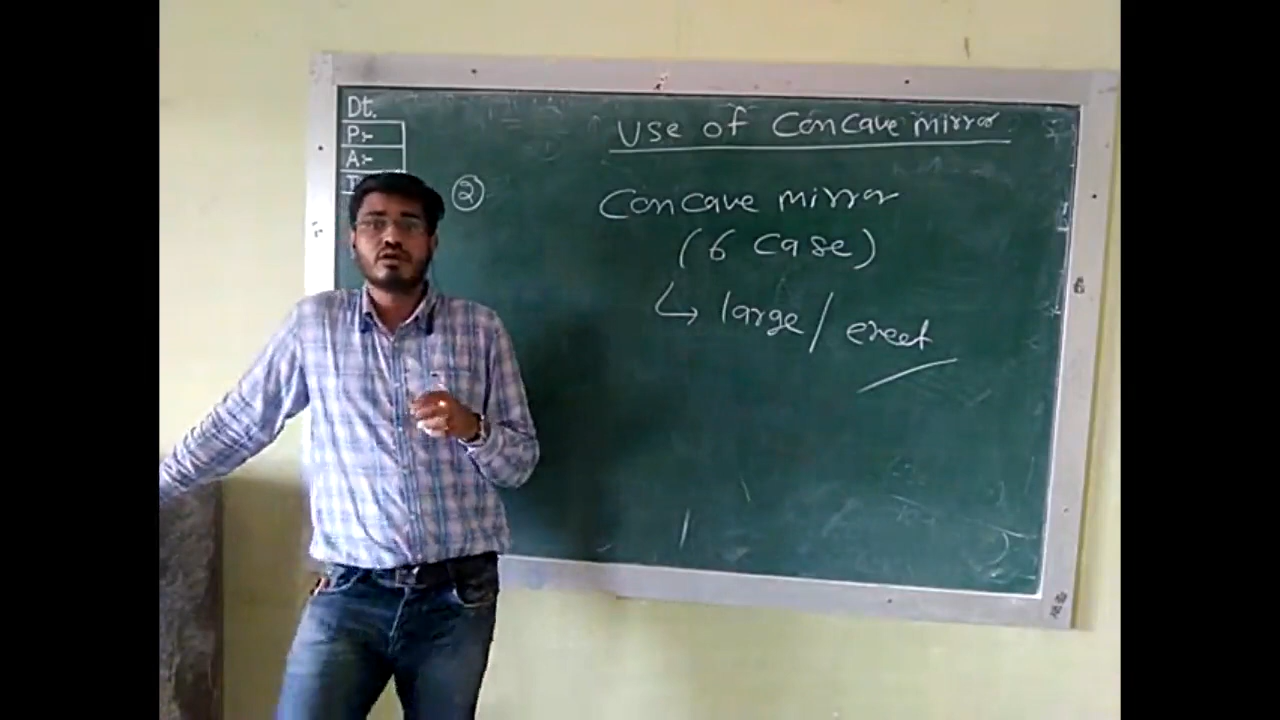 Dt.
P:-
A:-
②
Use of Concave mirror
Concave mirror
(6 Case)
↳ large / erect